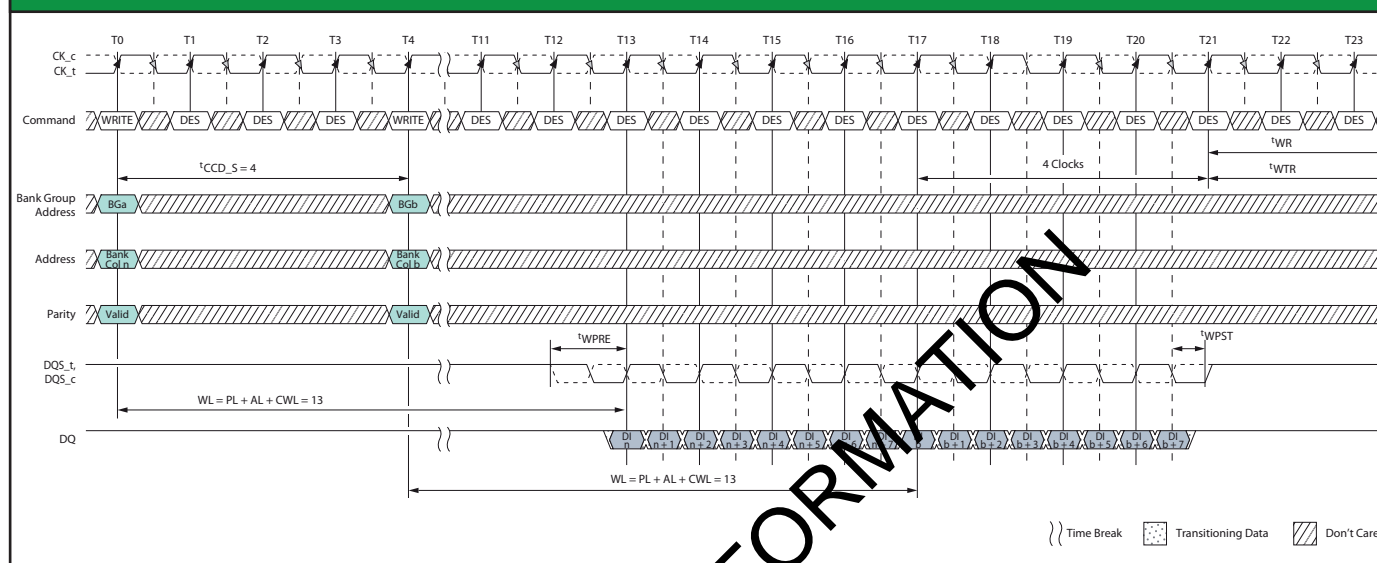 T0 T1 T2 T3 T4 T11 T12 T13 T14 T15 T16 T17 T18 T19 T20 T21 T22 T23
CK_c
CK_t
Command WRITE DES DES DES WRITE DES DES DES DES DES DES DES DES DES DES DES DES DES
tWR
tCCD_S = 4 4 Clocks tWTR
Bank Group
Address BGa BGb
Address Bank
Col n Bank
Col b
Parity Valid Valid
tWPRE tWPST
DQS_t,
DQS_c
WL = PL + AL + CWL = 13
DQ DI
n DI
n + 1 DI
n + 2 DI
n + 3 DI
n + 4 DI
n + 5 DI DI
b + 1 DI
b + 2 DI
b + 3 DI
b + 4 DI
b + 5 DI
b + 6 DI
b + 7
WL = PL + AL + CWL = 13
Time Break Transitioning Data Don't Care
FORMATION